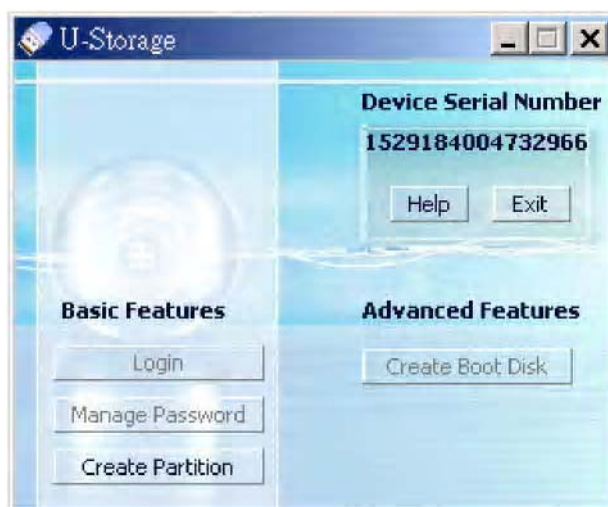 U-Storage
Device Serial Number
1529184004732966
Help Exit
Basic Features
Advanced Features
Login
Create Boot Disk
Manage Password
Create Partition